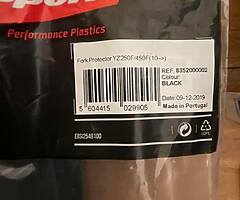 Performance Plastics
Fork Protector YZ250F/450F(10-->)
REF. 8352000002
Colour:
BLACK
Date: 09-12-2019
Made in Portugal
5 604415 029905